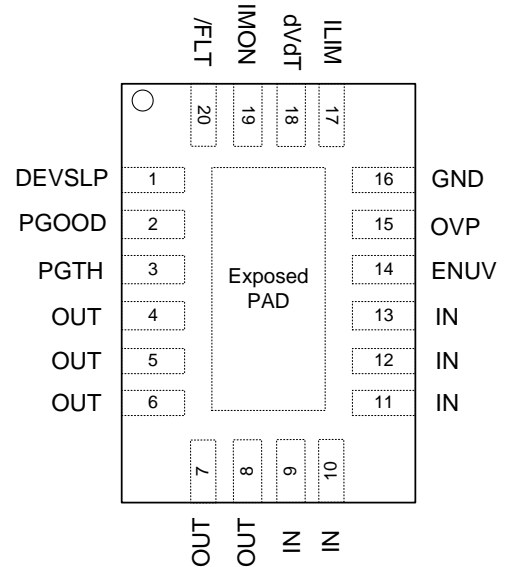 /FLT
IMON
dVdT
ILIM
20
19
18
17
DEVSLP 1
16 GND
PGOOD 2
15 OVP
PGTH 3
14 ENUV
Exposed
PAD
OUT 4
13 IN
OUT 5
12 IN
OUT 6
11 IN
7
8
9
10
OUT
OUT
IN
IN